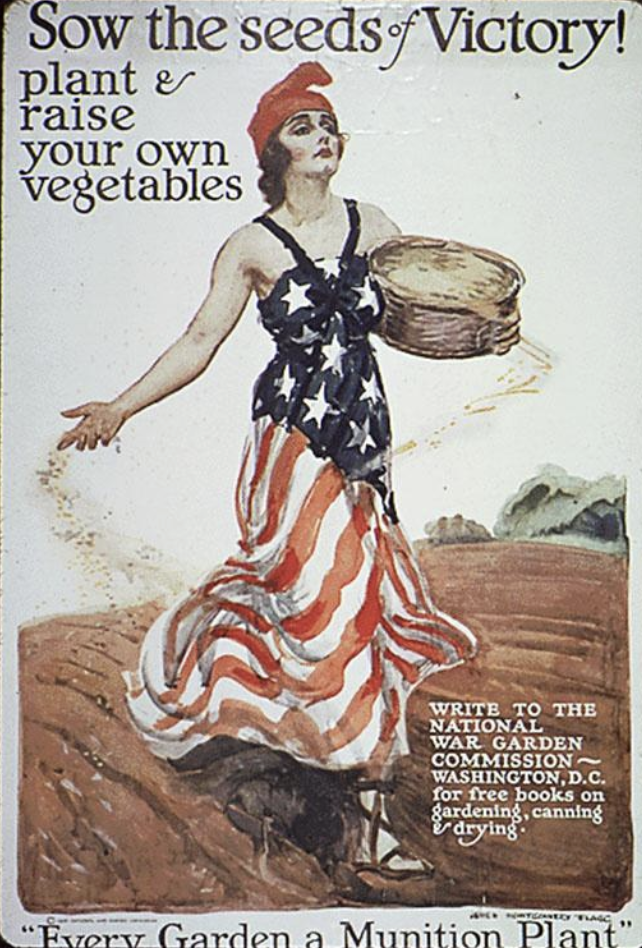 Sow the seeds of Victory!
plant &
raise
your own
vegetables
WRITE TO THE
NATIONAL
WAR GARDEN
COMMISSION ~
WASHINGTON, D.C.
for free books on
gardening, canning
& drying.
JAMES MONTGOMERY FLAGG
"Every Garden a Munition Plant"